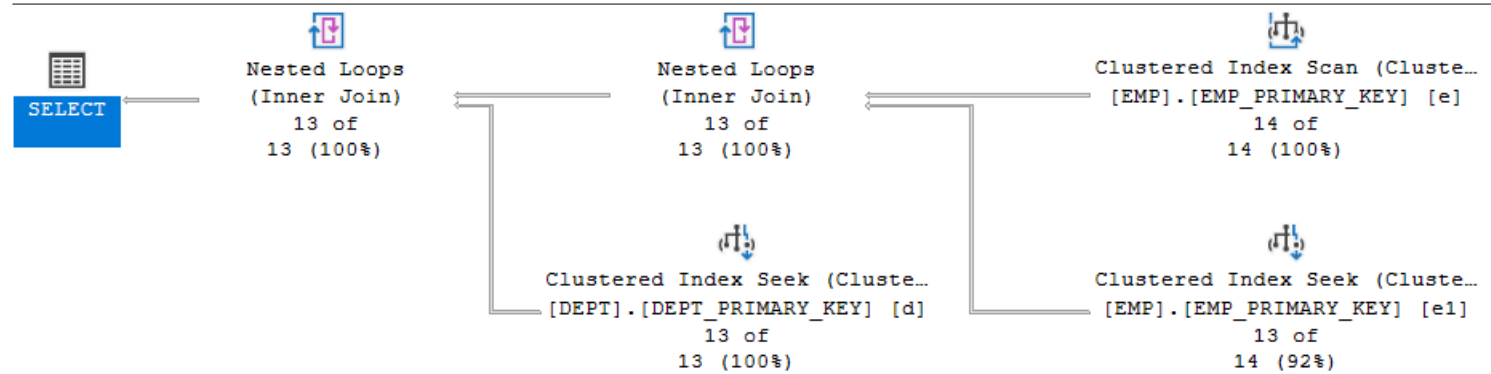 SELECT
Nested Loops
(Inner Join)
13 of
13 (100%)
Nested Loops
(Inner Join)
13 of
13 (100%)
Clustered Index Scan (Cluste…
[EMP].[EMP_PRIMARY_KEY] [e]
14 of
14 (100%)
Clustered Index Seek (Cluste…
[DEPT].[DEPT_PRIMARY_KEY] [d]
13 of
13 (100%)
Clustered Index Seek (Cluste…
[EMP].[EMP_PRIMARY_KEY] [e1]
13 of
14 (92%)